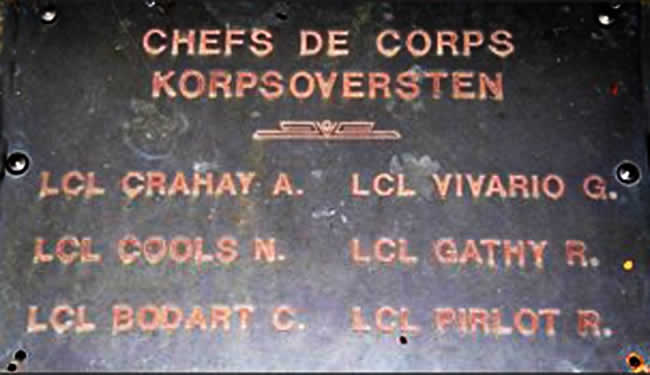 CHEFS DE CORPS
KORPSOVERSTEN
LCL CRAHAY A. LCL VIVARIO G.
LCL COOLS N. LCL GATHY R.
LCL BODART C. LCL PIRLOT R.